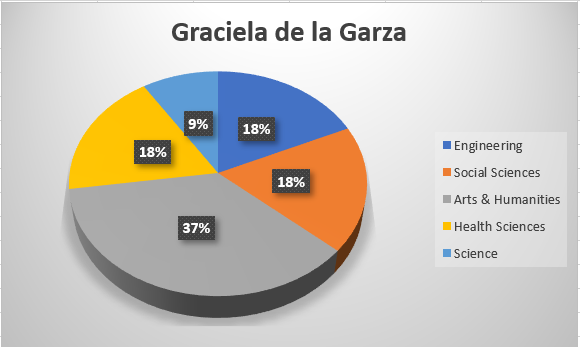 Graciela de la Garza
9%
18%
18%
18%
37%
Engineering
Social Sciences
Arts & Humanities
Health Sciences
Science